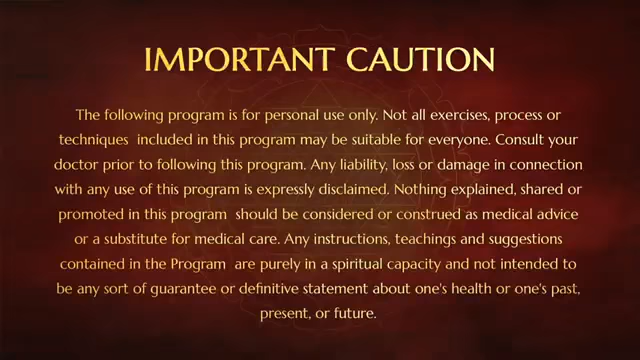 IMPORTANT CAUTION
The following program is for personal use only. Not all exercises, process or
techniques included in this program may be suitable for everyone. Consult your
doctor prior to following this program. Any liability, loss or damage in connection
with any use of this program is expressly disclaimed. Nothing explained, shared or
promoted in this program should be considered or construed as medical advice
or a substitute for medical care. Any instructions, teachings and suggestions
contained in the Program are purely in a spiritual capacity and not intended to
be any sort of guarantee or definitive statement about one's health or one's past,
present, or future.